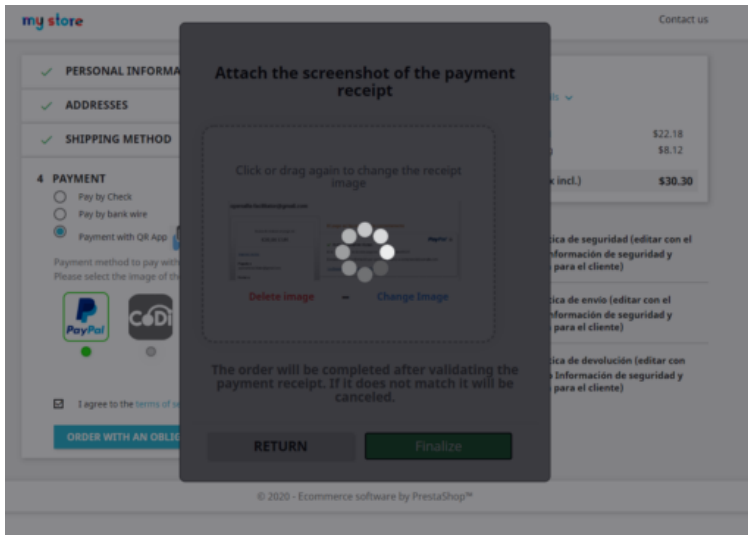 my store
Contact us
PERSONAL INFORMA
ADDRESSES
SHIPPING METHOD
4 PAYMENT
Pay by Check
Pay by bank wire
Payment with QR App
Payment method to pay with
Please select the image of the
PayPal
CoDi
I agree to the terms of se
ORDER WITH AN OBLIG
Attach the screenshot of the payment
receipt
Click or drag again to change the receipt
image
PayPal
Delete image – Change Image
The order will be completed after validating the
payment receipt. If it does not match it will be
canceled.
RETURN
Finalize
ils
$22.18
$8.12
x incl.) $30.30
tica de seguridad (editar con el
nformación de seguridad y
para el cliente)
tica de envío (editar con el
nformación de seguridad y
para el cliente)
tica de devolución (editar con
o Información de seguridad y
para el cliente)
© 2020 - Ecommerce software by PrestaShop™